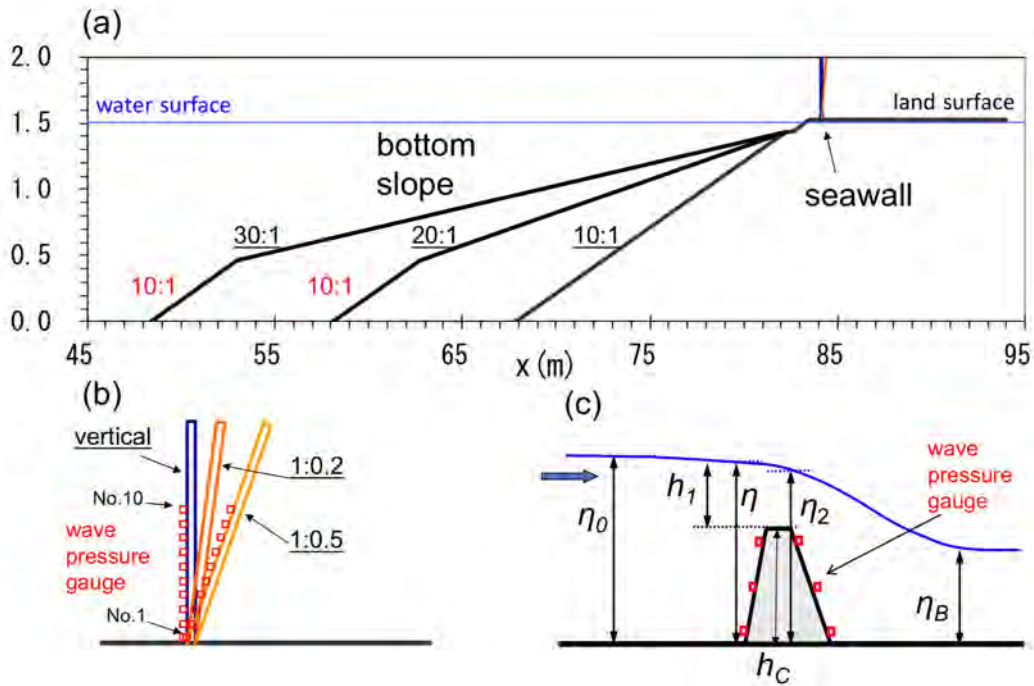 (a)
2.0
1.5
1.0
0.5
0.0
water surface
land surface
bottom
slope
seawall
30:1
20:1
10:1
10:1
10:1
45
55
65
75
85
95
x (m)
(b)
vertical
1:0.2
1:0.5
No.10
wave
pressure
gauge
No.1
(c)
wave
pressure
gauge
h1
η
η0
η2
ηB
hC